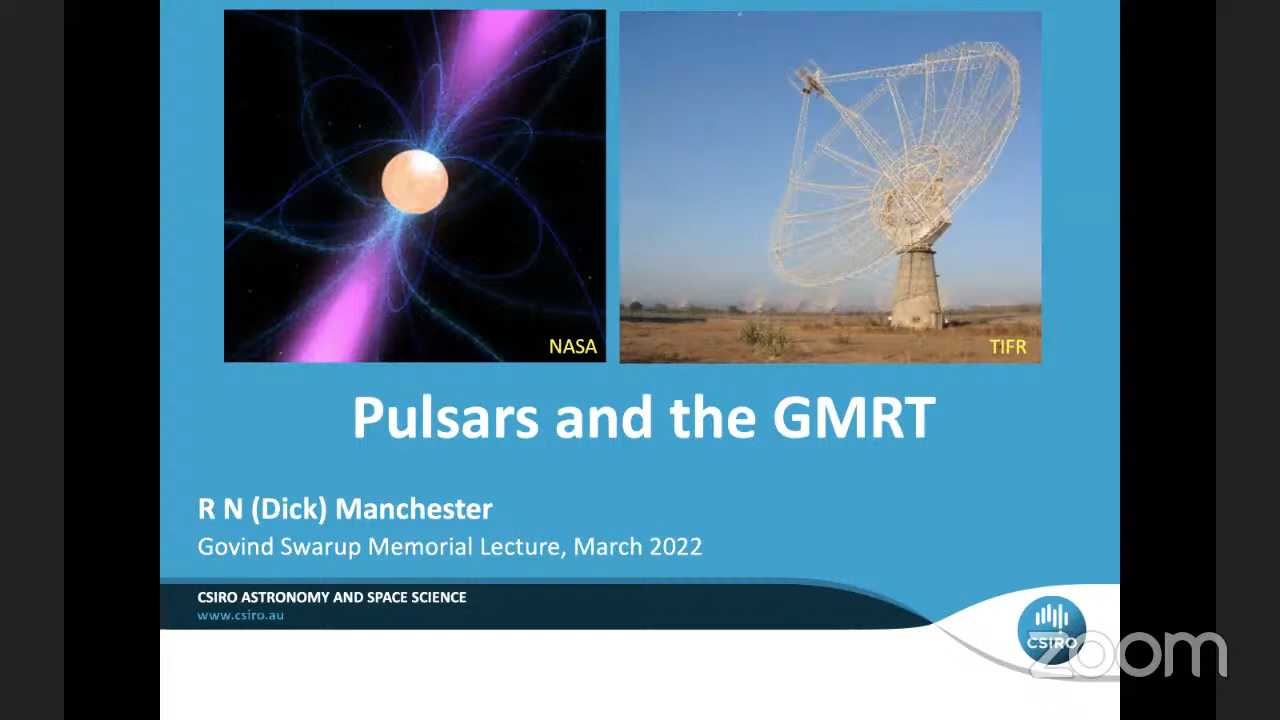 NASA
TIFR
Pulsars and the GMRT
R N (Dick) Manchester
Govind Swarup Memorial Lecture, March 2022
CSIRO ASTRONOMY AND SPACE SCIENCE
www.csiro.au
CSIRO
zoom